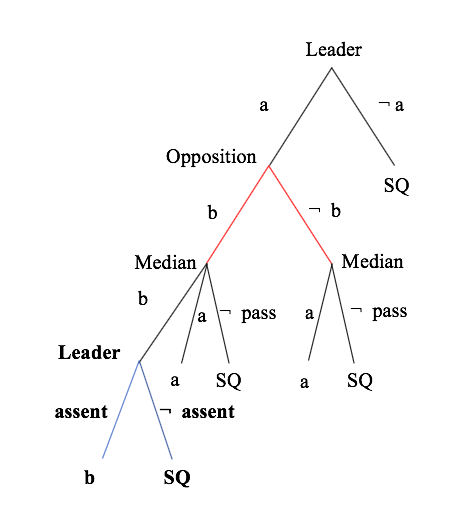 Leader
a ¬ a
Opposition
SQ
b ¬ b
Median Median
b a ¬ pass a ¬ pass
Leader
a SQ a SQ
assent ¬ assent
b SQ